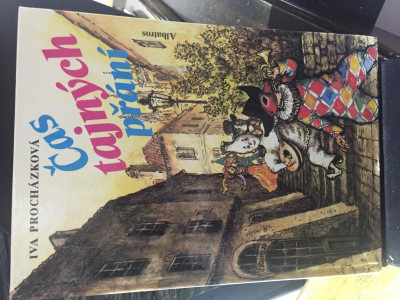 IVA PROCHÁZKOVÁ
Čas
tajných
přání
Albatros